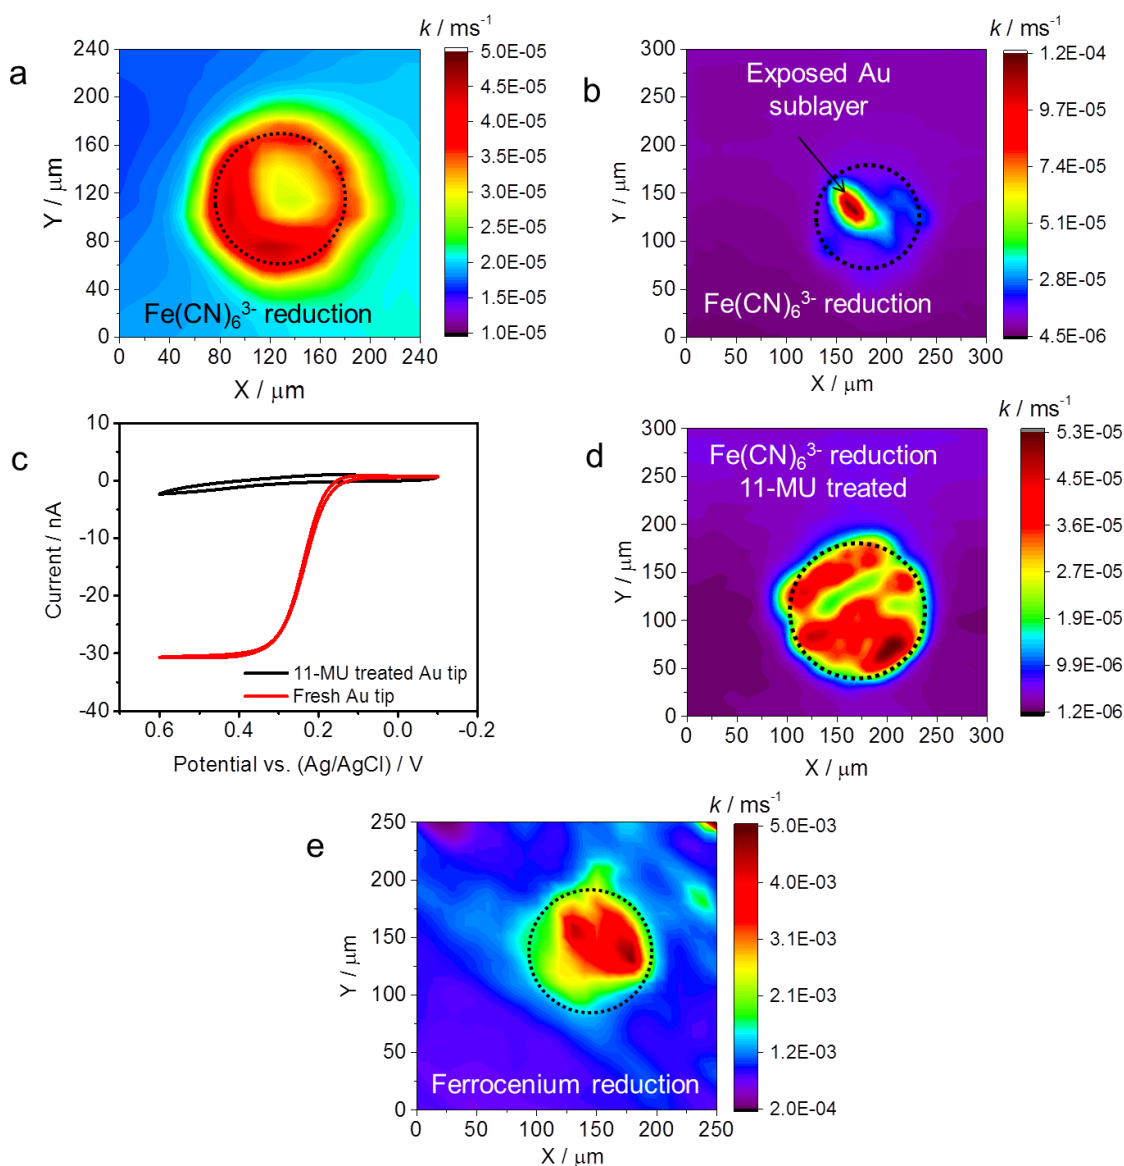 a
k / ms⁻¹
240
200
160
120
80
40
0
Y / μm
0 40 80 120 160 200 240
X / μm
Fe(CN)₆³⁻ reduction
5.0E-05
4.5E-05
4.0E-05
3.5E-05
3.0E-05
2.5E-05
2.0E-05
1.5E-05
1.0E-05
b
k / ms⁻¹
300
250
200
150
100
50
0
Y / μm
0 50 100 150 200 250 300
X / μm
Exposed Au
sublayer
Fe(CN)₆³⁻ reduction
1.2E-04
9.7E-05
7.4E-05
5.1E-05
2.8E-05
4.5E-06
c
10
0
-10
-20
-30
-40
Current / nA
0.6 0.4 0.2 0.0 -0.2
Potential vs. (Ag/AgCl) / V
11-MU treated Au tip
Fresh Au tip
d
k / ms⁻¹
300
250
200
150
100
50
0
Y / μm
0 50 100 150 200 250 300
X / μm
Fe(CN)₆³⁻ reduction
11-MU treated
5.3E-05
4.5E-05
3.6E-05
2.7E-05
1.9E-05
9.9E-06
1.2E-06
e
k / ms⁻¹
250
200
150
100
50
0
Y / μm
0 50 100 150 200 250
X / μm
Ferrocenium reduction
5.0E-03
4.0E-03
3.1E-03
2.1E-03
1.2E-03
2.0E-04